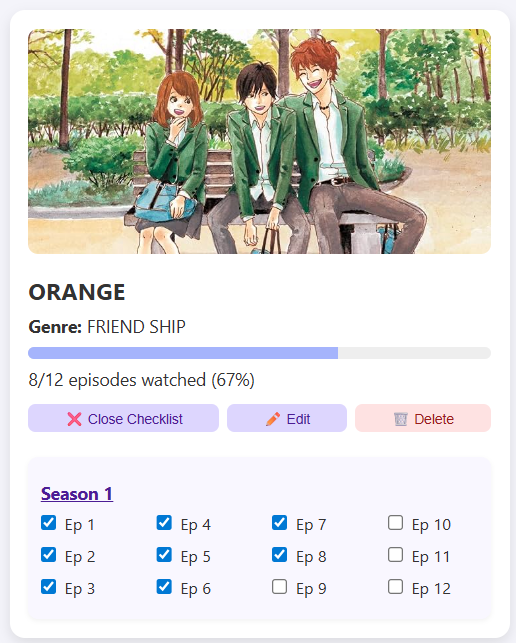 ORANGE
Genre: FRIEND SHIP
8/12 episodes watched (67%)
❌ Close Checklist
✏️ Edit
🗑️ Delete
Season 1
Ep 1
Ep 2
Ep 3
Ep 4
Ep 5
Ep 6
Ep 7
Ep 8
Ep 9
Ep 10
Ep 11
Ep 12